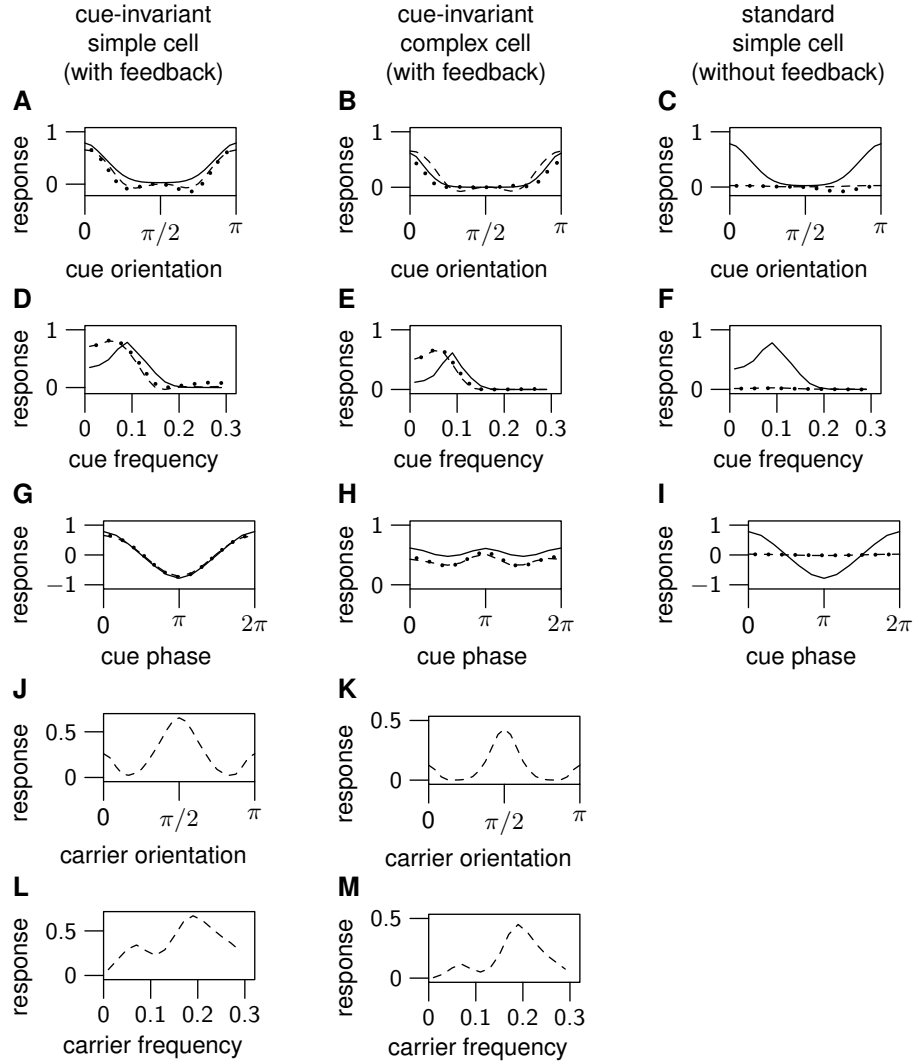 cue-invariant
simple cell
(with feedback)
cue-invariant
complex cell
(with feedback)
standard
simple cell
(without feedback)
A
response
1
0
0
π/2
π
cue orientation
B
response
1
0
0
π/2
π
cue orientation
C
response
1
0
0
π/2
π
cue orientation
D
response
1
0
0
0.1
0.2
0.3
cue frequency
E
response
1
0
0
0.1
0.2
0.3
cue frequency
F
response
1
0
0
0.1
0.2
0.3
cue frequency
G
response
1
0
−1
0
π
2π
cue phase
H
response
1
0
0
π
2π
cue phase
I
response
1
0
−1
0
π
2π
cue phase
J
response
0.5
0
0
π/2
π
carrier orientation
K
response
0.5
0
0
π/2
π
carrier orientation
L
response
0.5
0
0
0.1
0.2
0.3
carrier frequency
M
response
0.5
0
0
0.1
0.2
0.3
carrier frequency